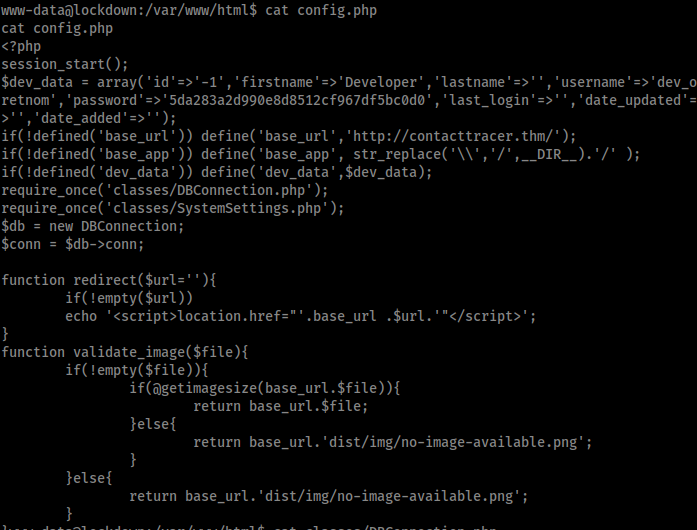 www-data@lockdown:/var/www/html$ cat config.php
cat config.php
<?php
session_start();
$dev_data = array('id'=>'-1','firstname'=>'Developer','lastname'=>'','username'=>'dev_o
retnom','password'=>'5da283a2d990e8d8512cf967df5bc0d0','last_login'=>'','date_updated'=
>'','date_added'=>'');
if(!defined('base_url')) define('base_url','http://contacttracer.thm/');
if(!defined('base_app')) define('base_app', str_replace('\\','/',__DIR__).'/' );
if(!defined('dev_data')) define('dev_data',$dev_data);
require_once('classes/DBConnection.php');
require_once('classes/SystemSettings.php');
$db = new DBConnection;
$conn = $db->conn;
function redirect($url=''){
        if(!empty($url))
        echo '<script>location.href="'.base_url .$url.'"</script>';
}
function validate_image($file){
        if(!empty($file)){
                if(@getimagesize(base_url.$file)){
                        return base_url.$file;
                }else{
                        return base_url.'dist/img/no-image-available.png';
                }
        }else{
                return base_url.'dist/img/no-image-available.png';
        }